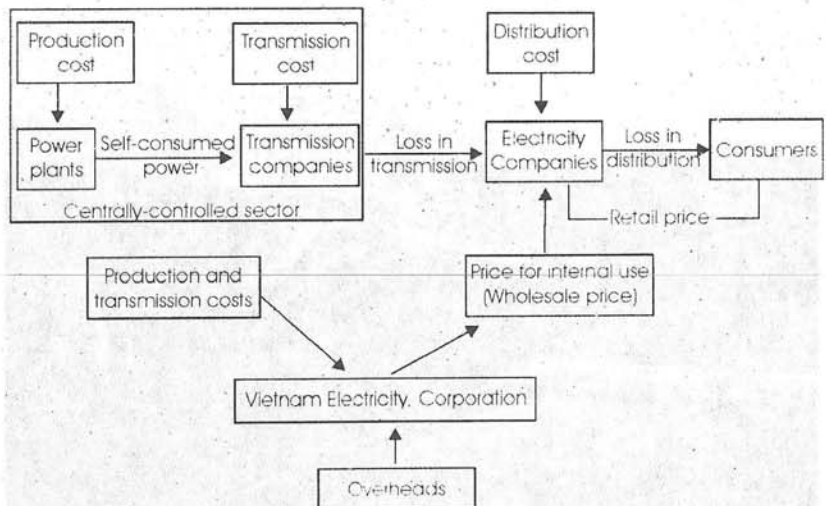 Production
cost
Transmission
cost
Distribution
cost
Power
plants
Self-consumed
power
Transmission
companies
Loss in
transmission
Electricity
Companies
Loss in
distribution
Consumers
Centrally-controlled sector
Retail price
Production and
transmission costs
Price for internal use
(Wholesale price)
Vietnam Electricity. Corporation
Overheads